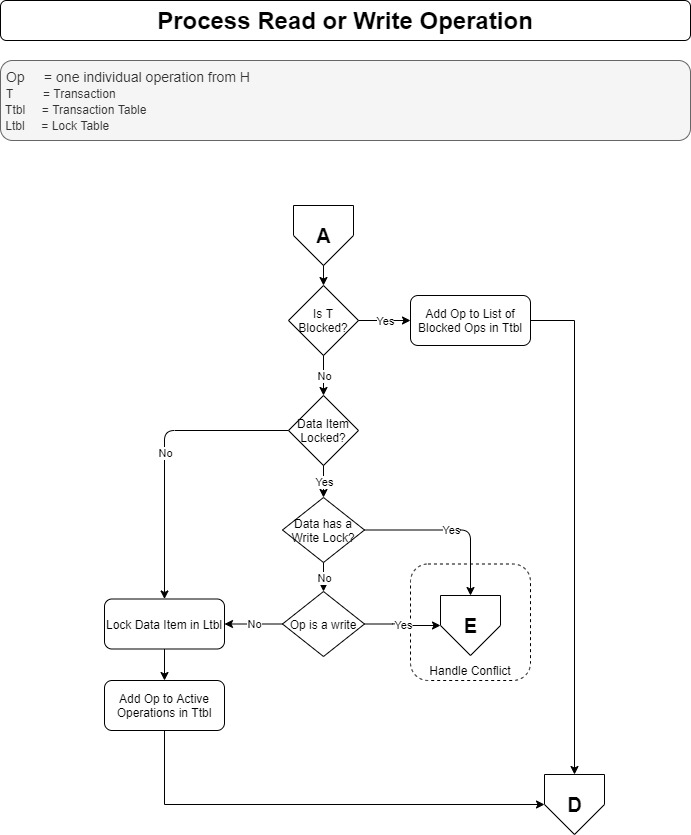 Process Read or Write Operation
Op = one individual operation from H
T = Transaction
Ttbl = Transaction Table
Ltbl = Lock Table
A
Is T
Blocked?
Yes
Add Op to List of
Blocked Ops in Ttbl
No
Data Item
Locked?
No
Yes
Data has a
Write Lock?
Yes
No
Lock Data Item in Ltbl
No
Op is a write
Yes
E
Handle Conflict
Add Op to Active
Operations in Ttbl
D